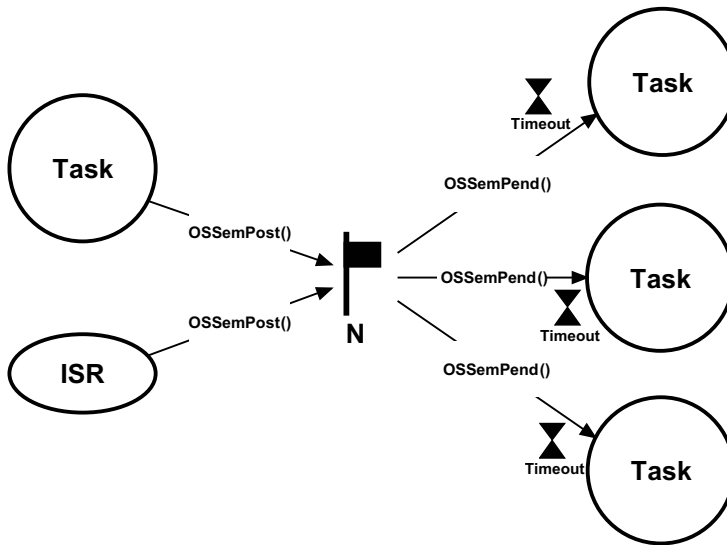 Task
Timeout
OSSemPend()
Task
OSSemPost()
OSSemPend()
Task
Timeout
N
OSSemPost()
ISR
OSSemPend()
Task
Timeout